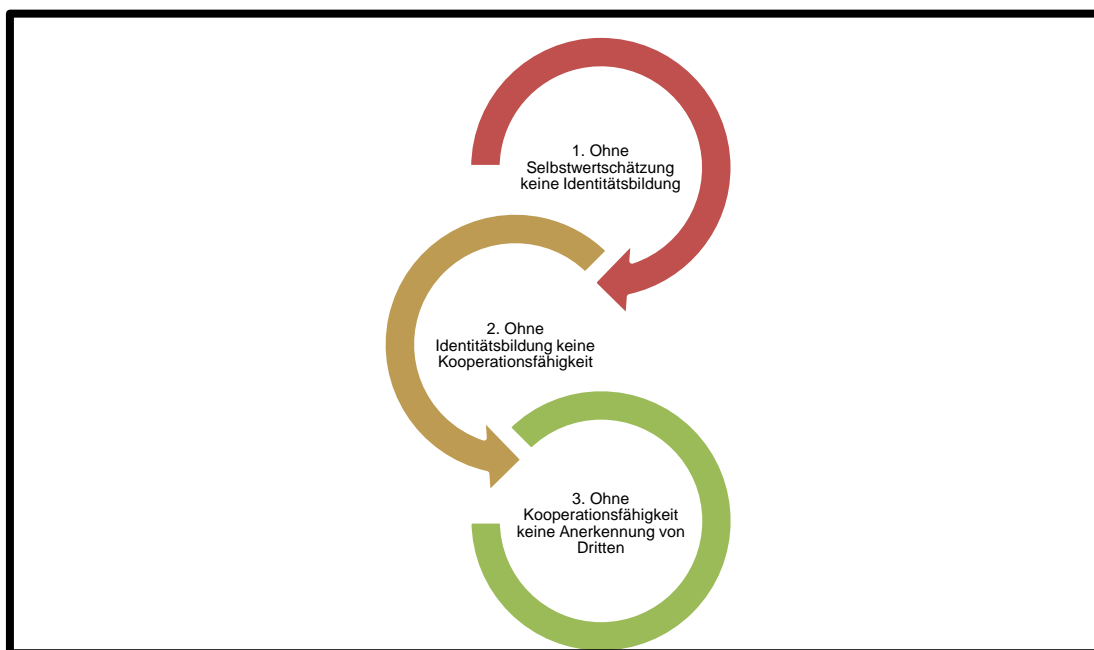 1. Ohne
Selbstwertschätzung
keine Identitätsbildung
2. Ohne
Identitätsbildung keine
Kooperationsfähigkeit
3. Ohne
Kooperationsfähigkeit
keine Anerkennung von
Dritten